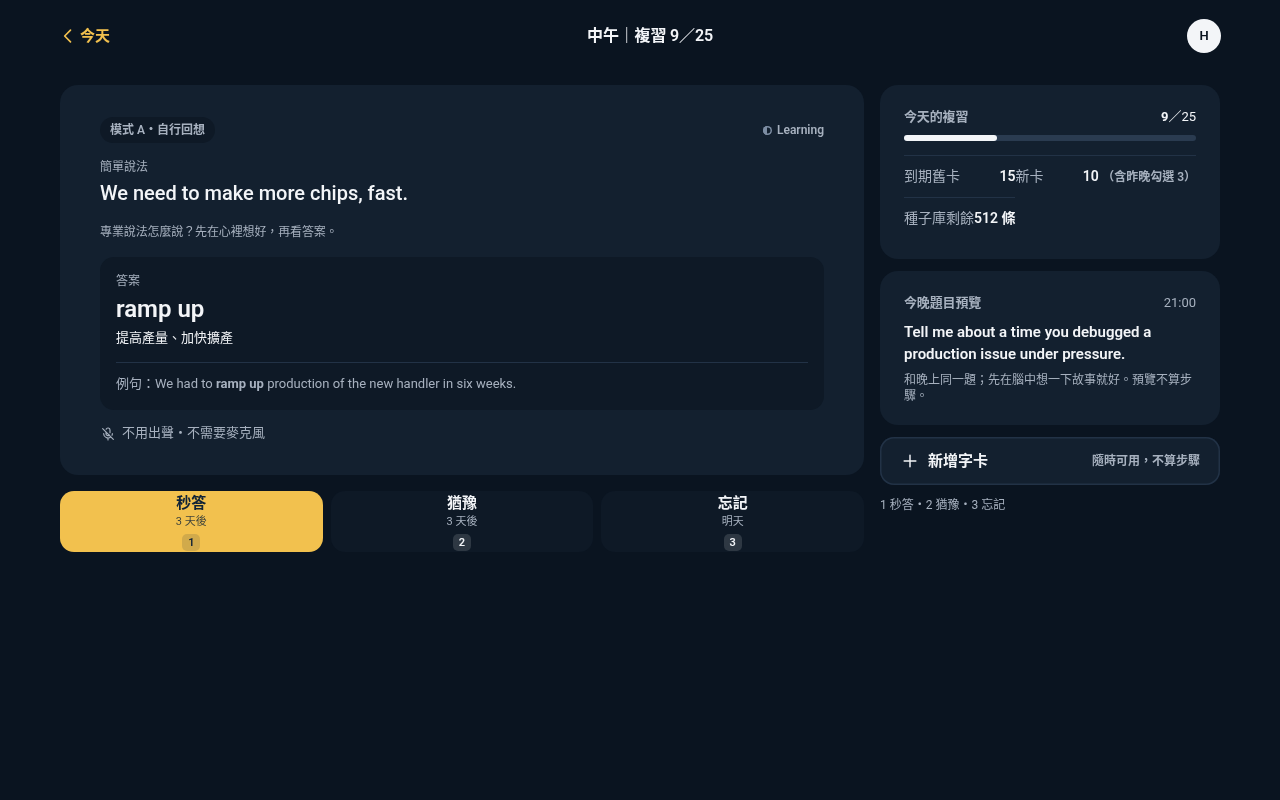 今天
中午｜複習 9／25
H
模式 A・自行回想
Learning
簡單說法
We need to make more chips, fast.
專業說法怎麼說？先在心裡想好，再看答案。
答案
ramp up
提高產量、加快擴產
例句：We had to ramp up production of the new handler in six weeks.
不用出聲・不需要麥克風
秒答
3 天後
1
猶豫
3 天後
2
忘記
明天
3
今天的複習 9／25
到期舊卡 15新卡 10 （含昨晚勾選 3）
種子庫剩餘512 條
今晚題目預覽 21:00
Tell me about a time you debugged a
production issue under pressure.
和晚上同一題；先在腦中想一下故事就好。預覽不算步
驟。
新增字卡 隨時可用，不算步驟
1 秒答・2 猶豫・3 忘記